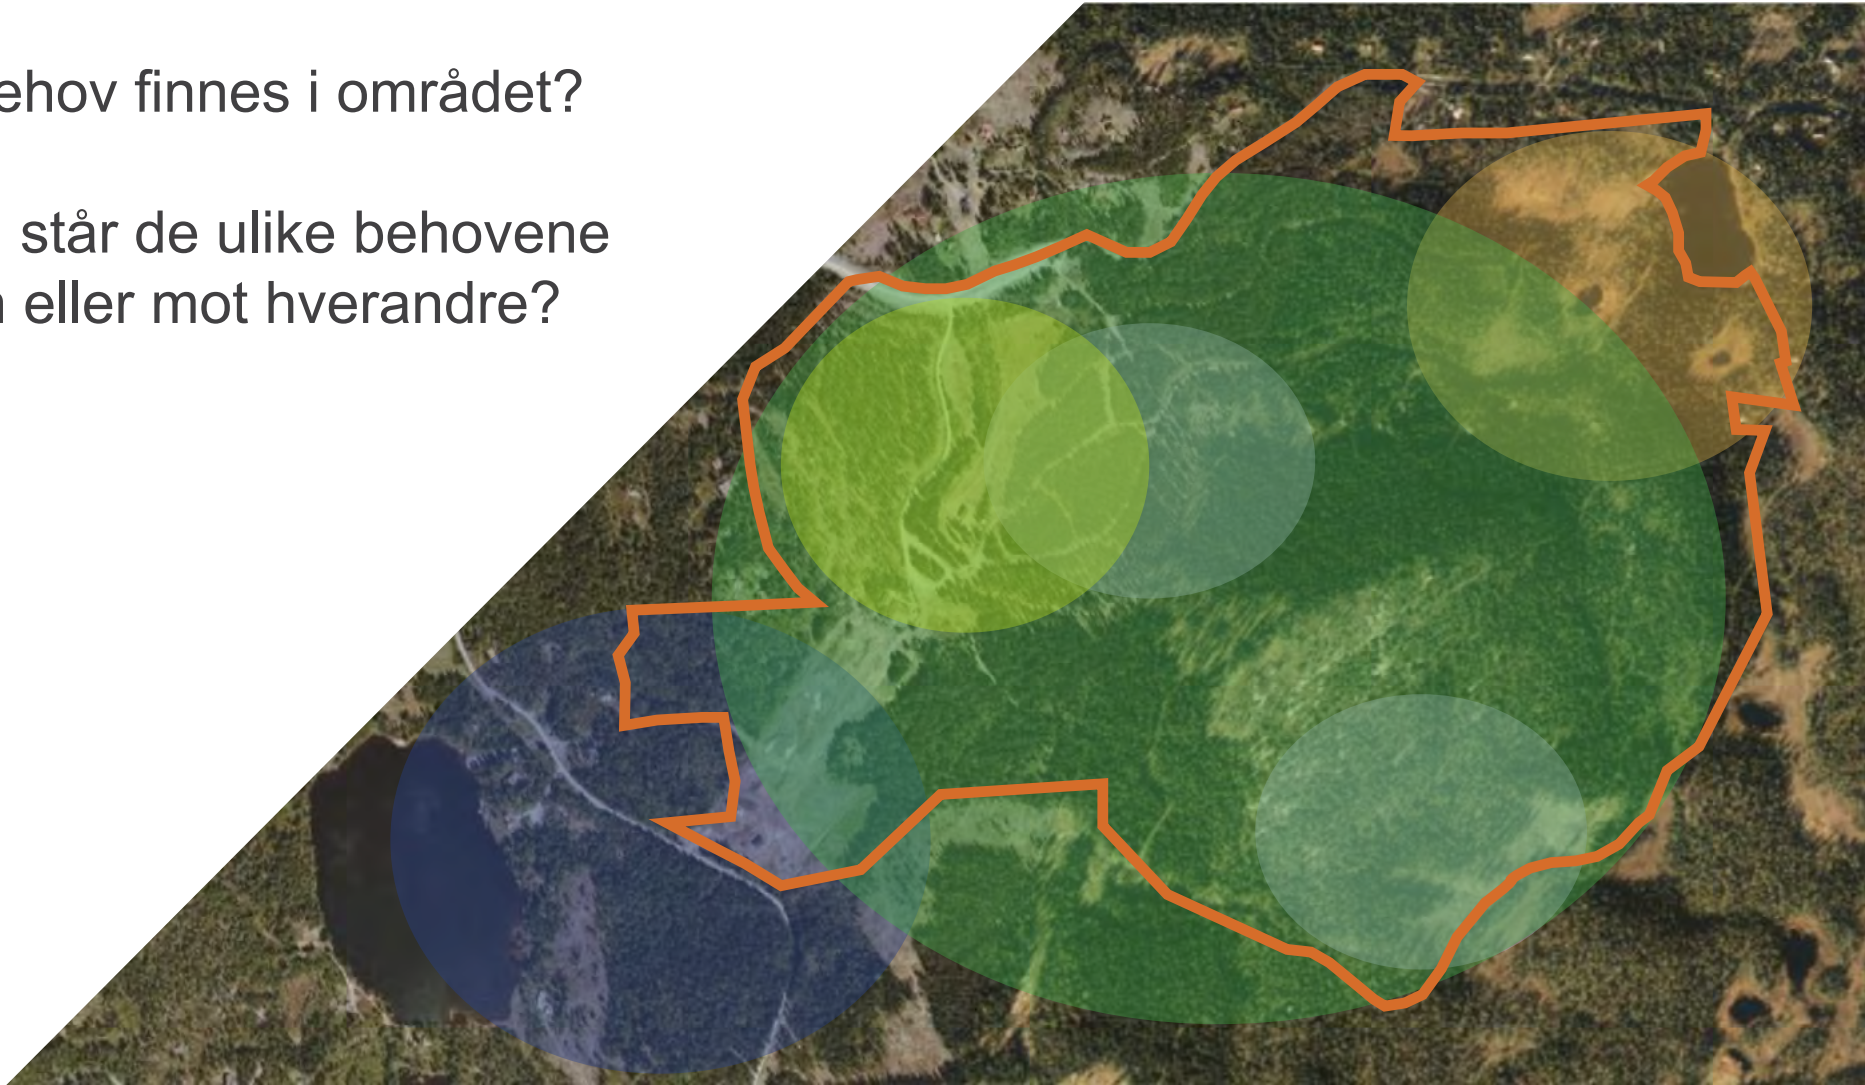 ehov finnes i området?
står de ulike behovene
eller mot hverandre?